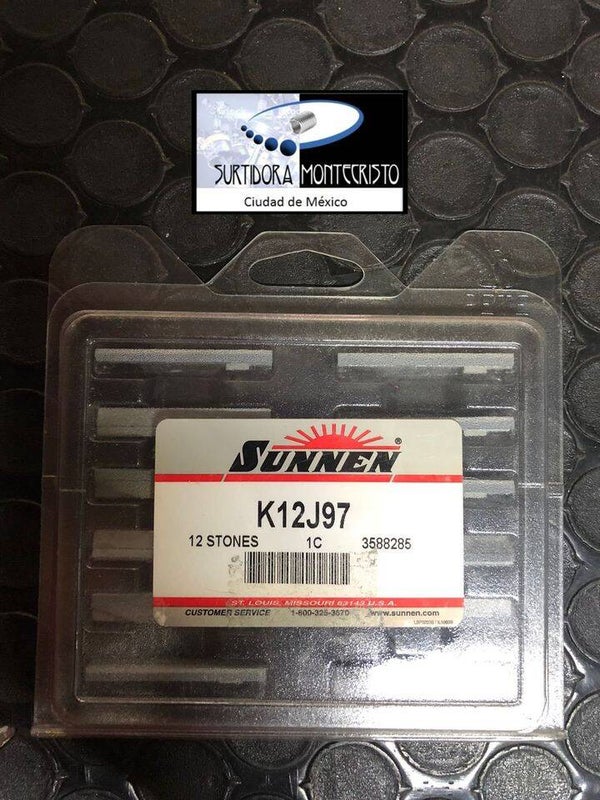 SURTIDORA MONTECRISTO
Ciudad de México
SUNNEN®
K12J97
12 STONES 1C 3588285
ST. LOUIS, MISSOURI 63143 U.S.A.
CUSTOMER SERVICE 1-800-325-3670 www.sunnen.com